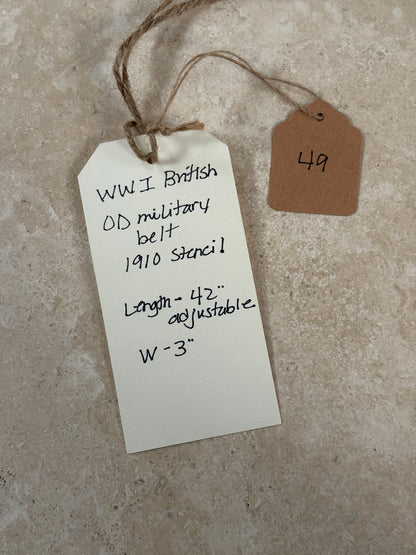 WWI British
OD military
belt
1910 stencil
Length - 42"
adjustable
W - 3"
49